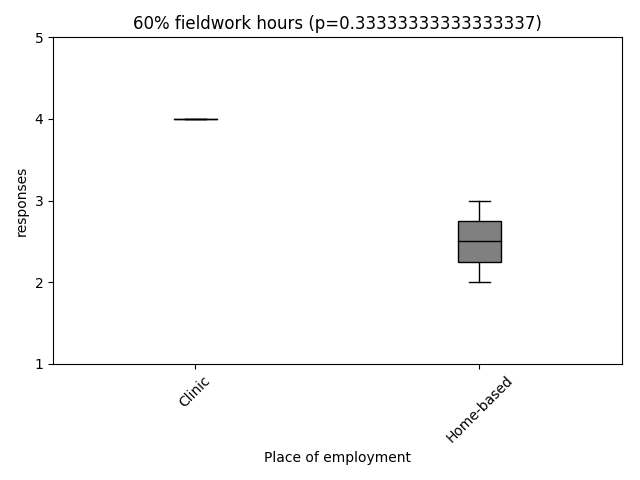 60% fieldwork hours (p=0.33333333333333337)
5
4
3
2
1
responses
Clinic
Home-based
Place of employment